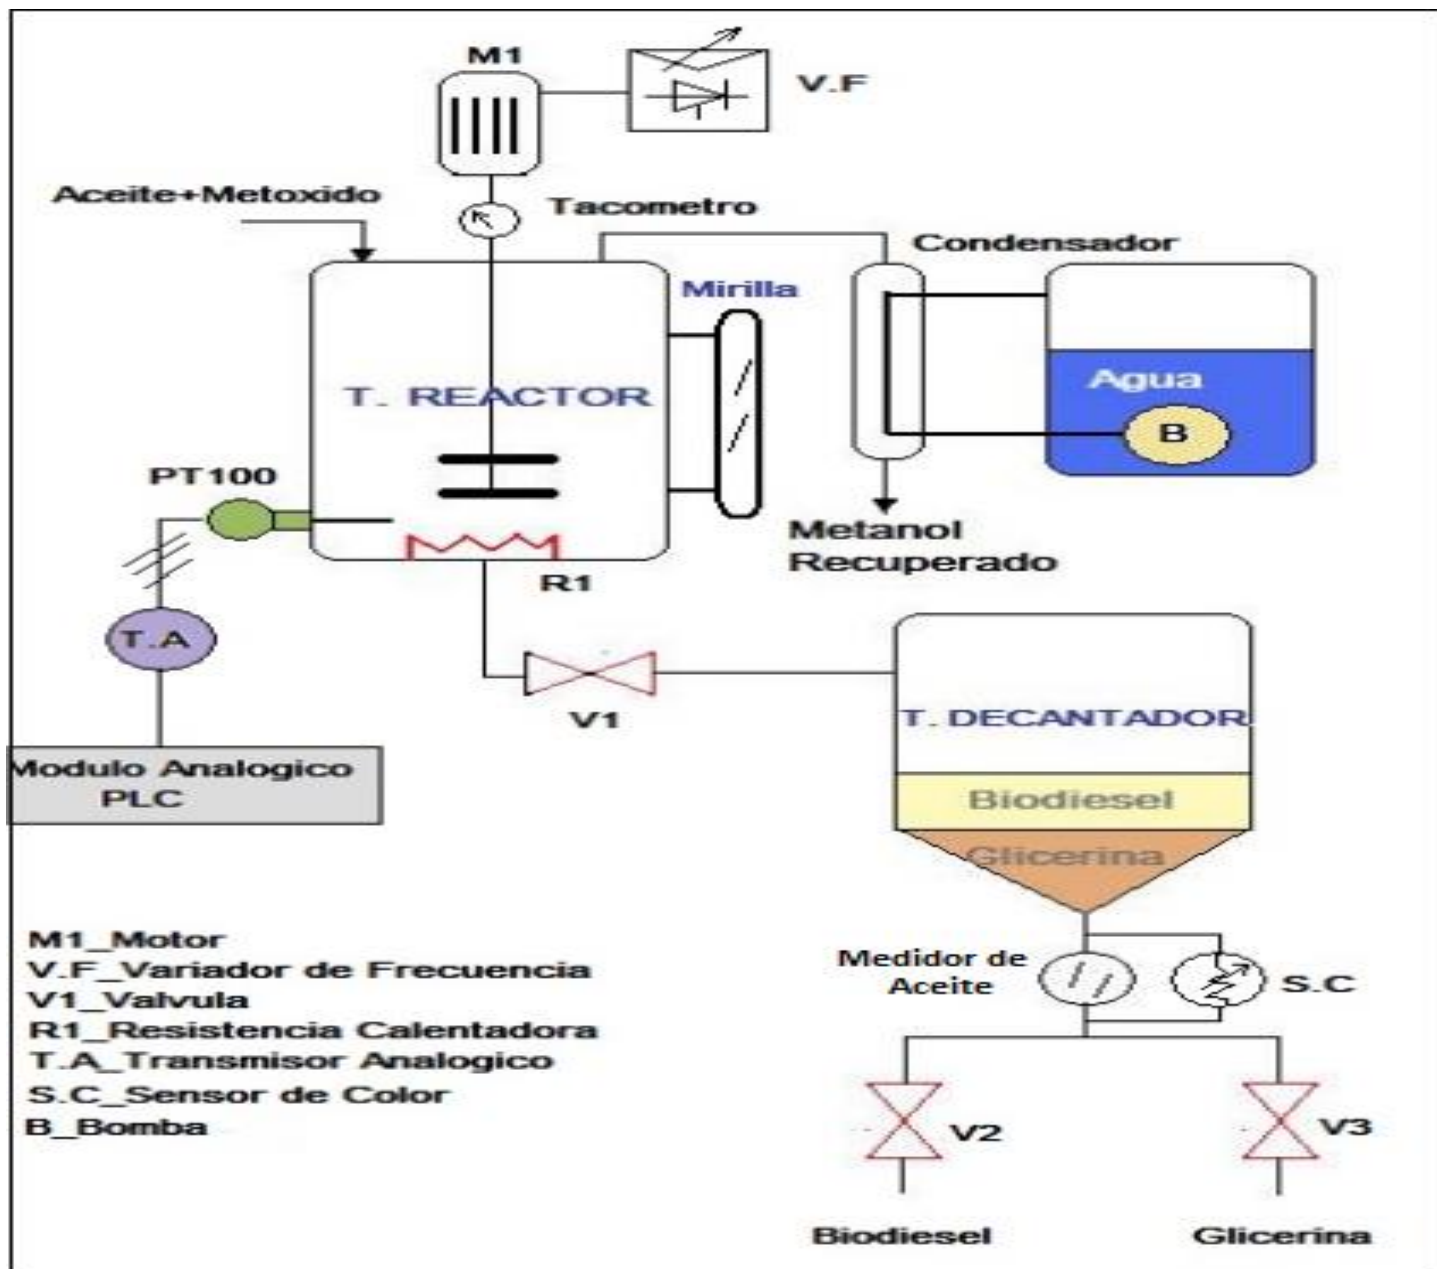 M1
V.F
Aceite+Metoxido
Tacometro
Condensador
Mirilla
T. REACTOR
Agua
B
PT100
Metanol
Recuperado
R1
T.A
V1
T. DECANTADOR
Modulo Analogico
PLC
Biodiesel
Glicerina
M1_Motor
V.F_Variador de Frecuencia
V1_Valvula
R1_Resistencia Calentadora
T.A_Transmisor Analogico
S.C_Sensor de Color
B_Bomba
Medidor de
Aceite
S.C
V2
V3
Biodiesel
Glicerina